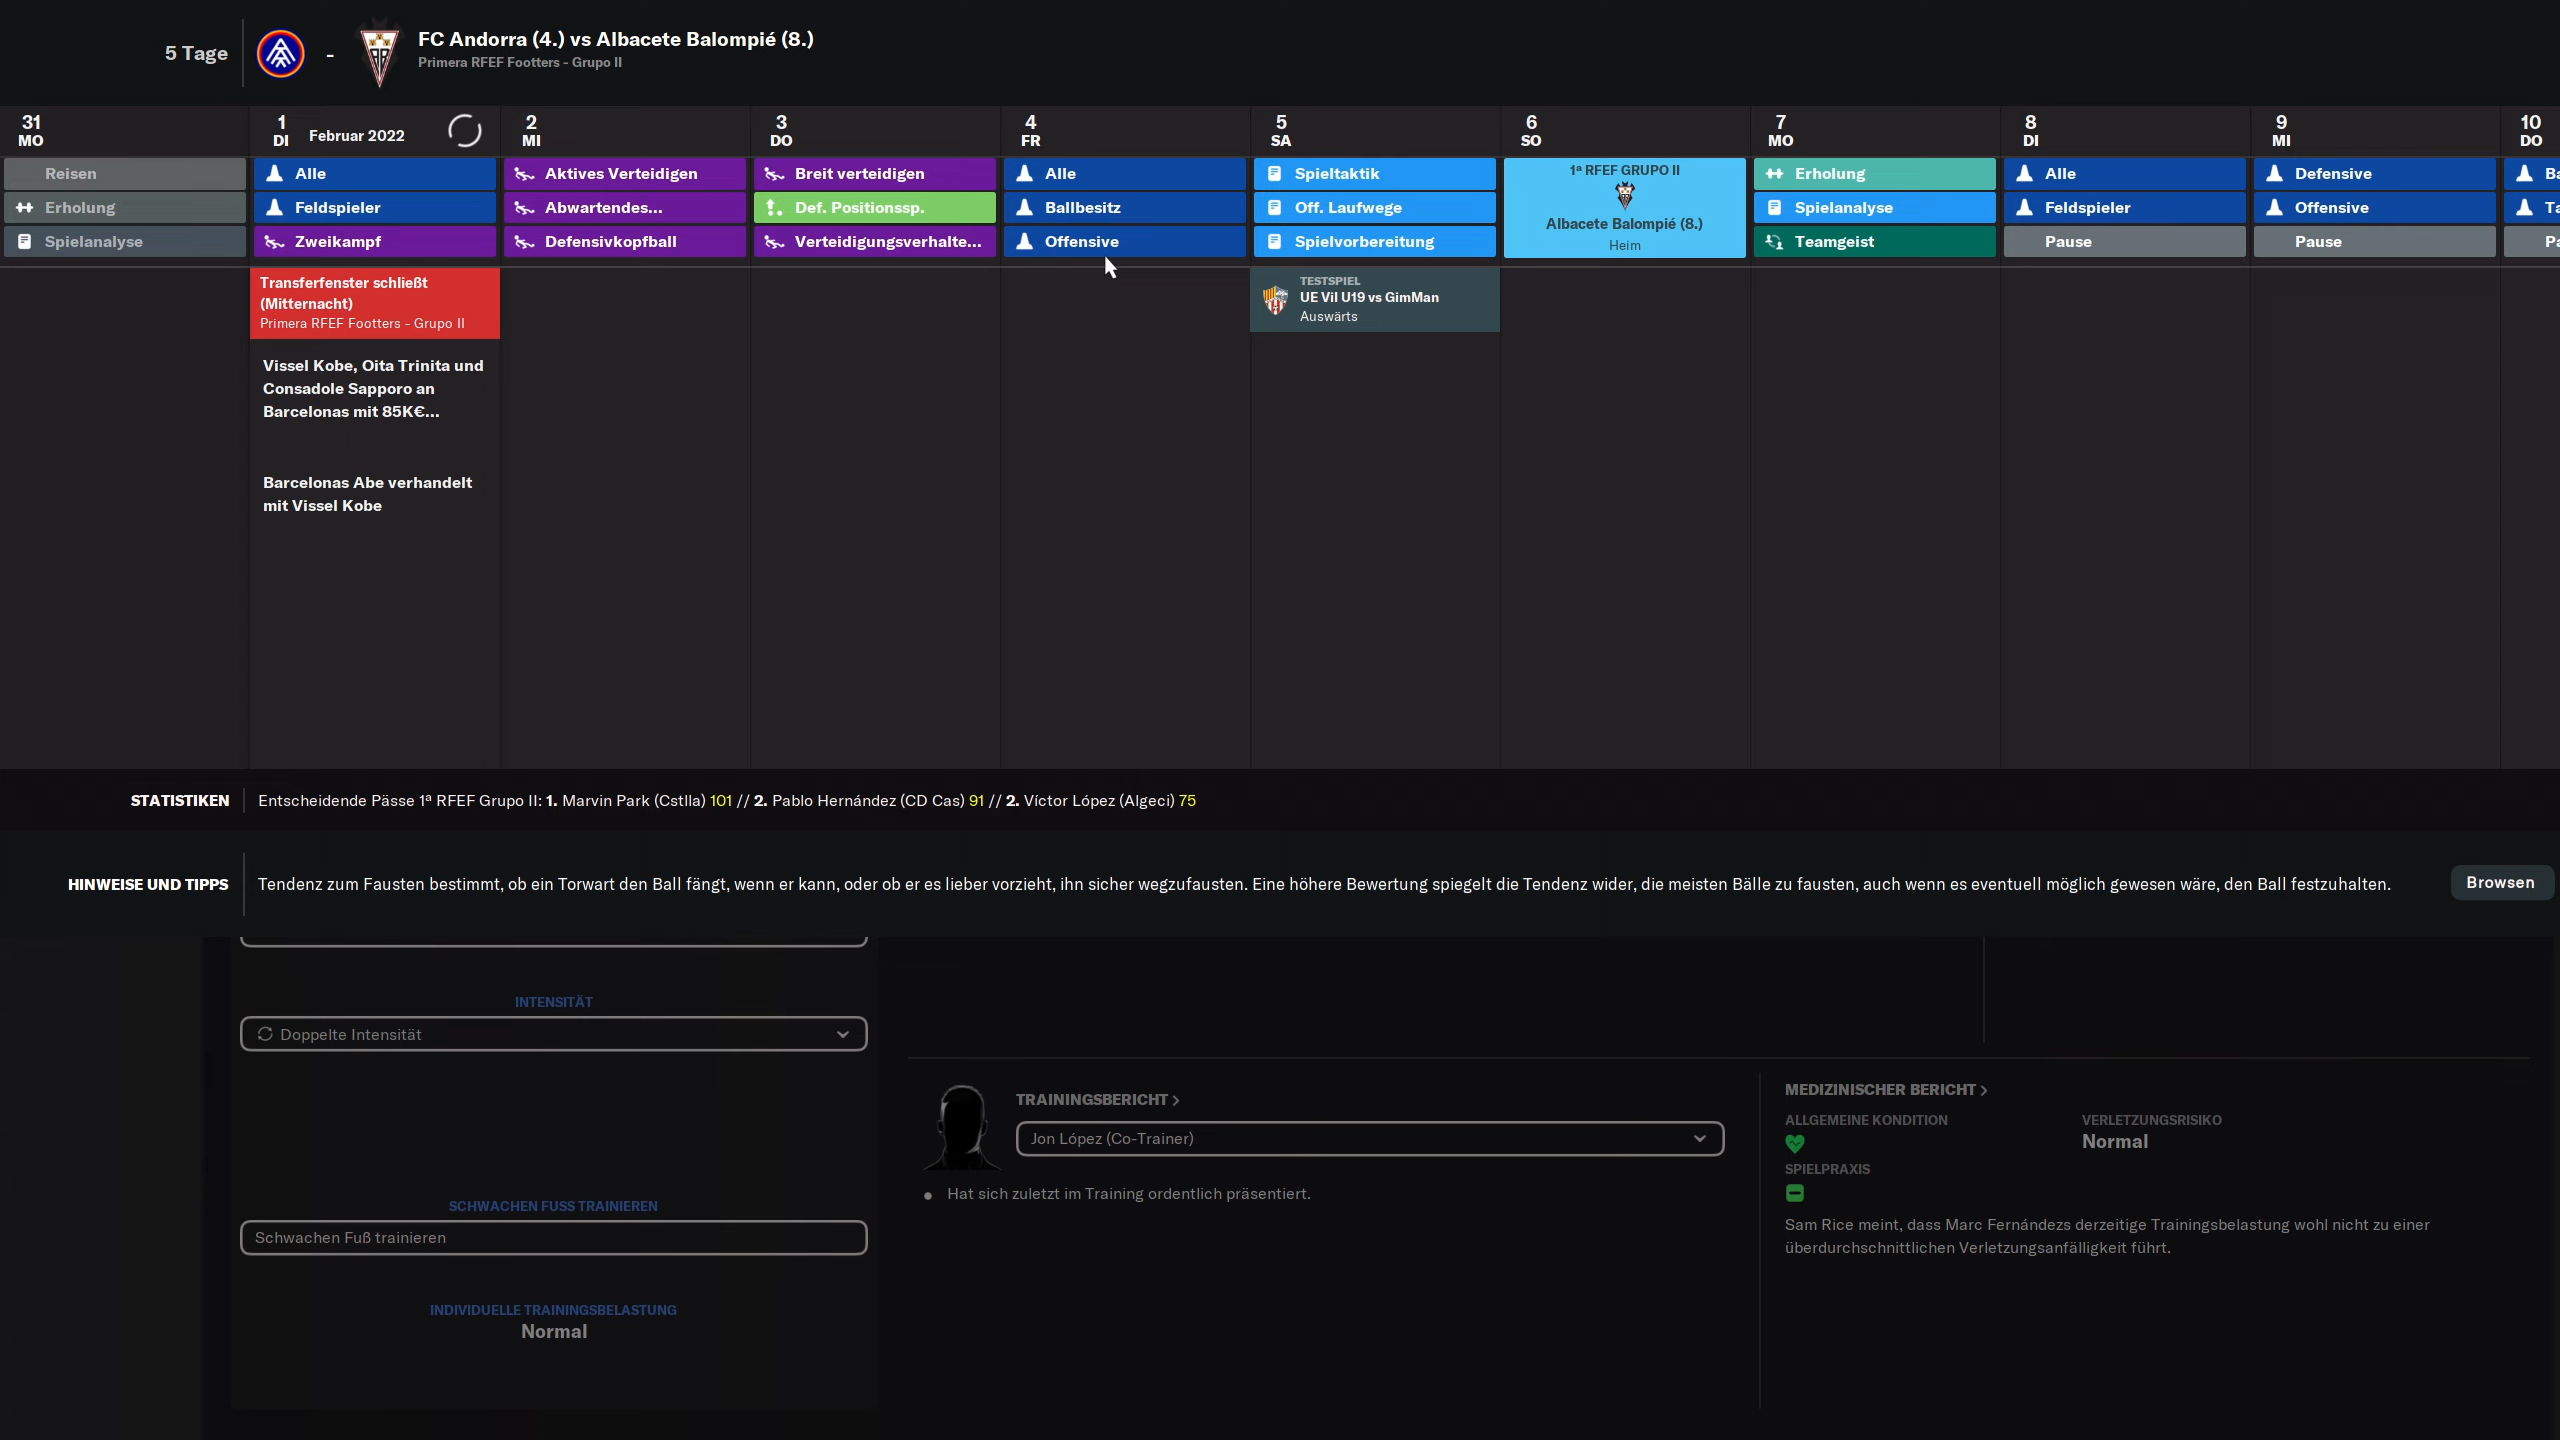 5 Tage
-
FC Andorra (4.) vs Albacete Balompié (8.)
Primera RFEF Footters - Grupo II
31
MO
Reisen
Erholung
Spielanalyse
1
DI
Februar 2022
Alle
Feldspieler
Zweikampf
Transferfenster schließt
(Mitternacht)
Primera RFEF Footters - Grupo II
Vissel Kobe, Oita Trinita und
Consadole Sapporo an
Barcelonas mit 85K€...
Barcelonas Abe verhandelt
mit Vissel Kobe
2
MI
Aktives Verteidigen
Abwartendes...
Defensivkopfball
3
DO
Breit verteidigen
Def. Positionssp.
Verteidigungsverhalte...
4
FR
Alle
Ballbesitz
Offensive
5
SA
Spieltaktik
Off. Laufwege
Spielvorbereitung
TESTSPIEL
UE Vil U19 vs GimMan
Auswärts
6
SO
1ª RFEF GRUPO II
Albacete Balompié (8.)
Heim
7
MO
Erholung
Spielanalyse
Teamgeist
8
DI
Alle
Feldspieler
Pause
9
MI
Defensive
Offensive
Pause
10
DO
Ba
Ta
Pa
STATISTIKEN
Entscheidende Pässe 1ª RFEF Grupo II: 1. Marvin Park (Cstlla) 101 // 2. Pablo Hernández (CD Cas) 91 // 2. Víctor López (Algeci) 75
HINWEISE UND TIPPS
Tendenz zum Fausten bestimmt, ob ein Torwart den Ball fängt, wenn er kann, oder ob er es lieber vorzieht, ihn sicher wegzufausten. Eine höhere Bewertung spiegelt die Tendenz wider, die meisten Bälle zu fausten, auch wenn es eventuell möglich gewesen wäre, den Ball festzuhalten.
Browsen
INTENSITÄT
Doppelte Intensität
SCHWACHEN FUSS TRAINIEREN
Schwachen Fuß trainieren
INDIVIDUELLE TRAININGSBELASTUNG
Normal
TRAININGSBERICHT >
Jon López (Co-Trainer)
• Hat sich zuletzt im Training ordentlich präsentiert.
MEDIZINISCHER BERICHT >
ALLGEMEINE KONDITION
VERLETZUNGSRISIKO
Normal
SPIELPRAXIS
Sam Rice meint, dass Marc Fernándezs derzeitige Trainingsbelastung wohl nicht zu einer
überdurchschnittlichen Verletzungsanfälligkeit führt.